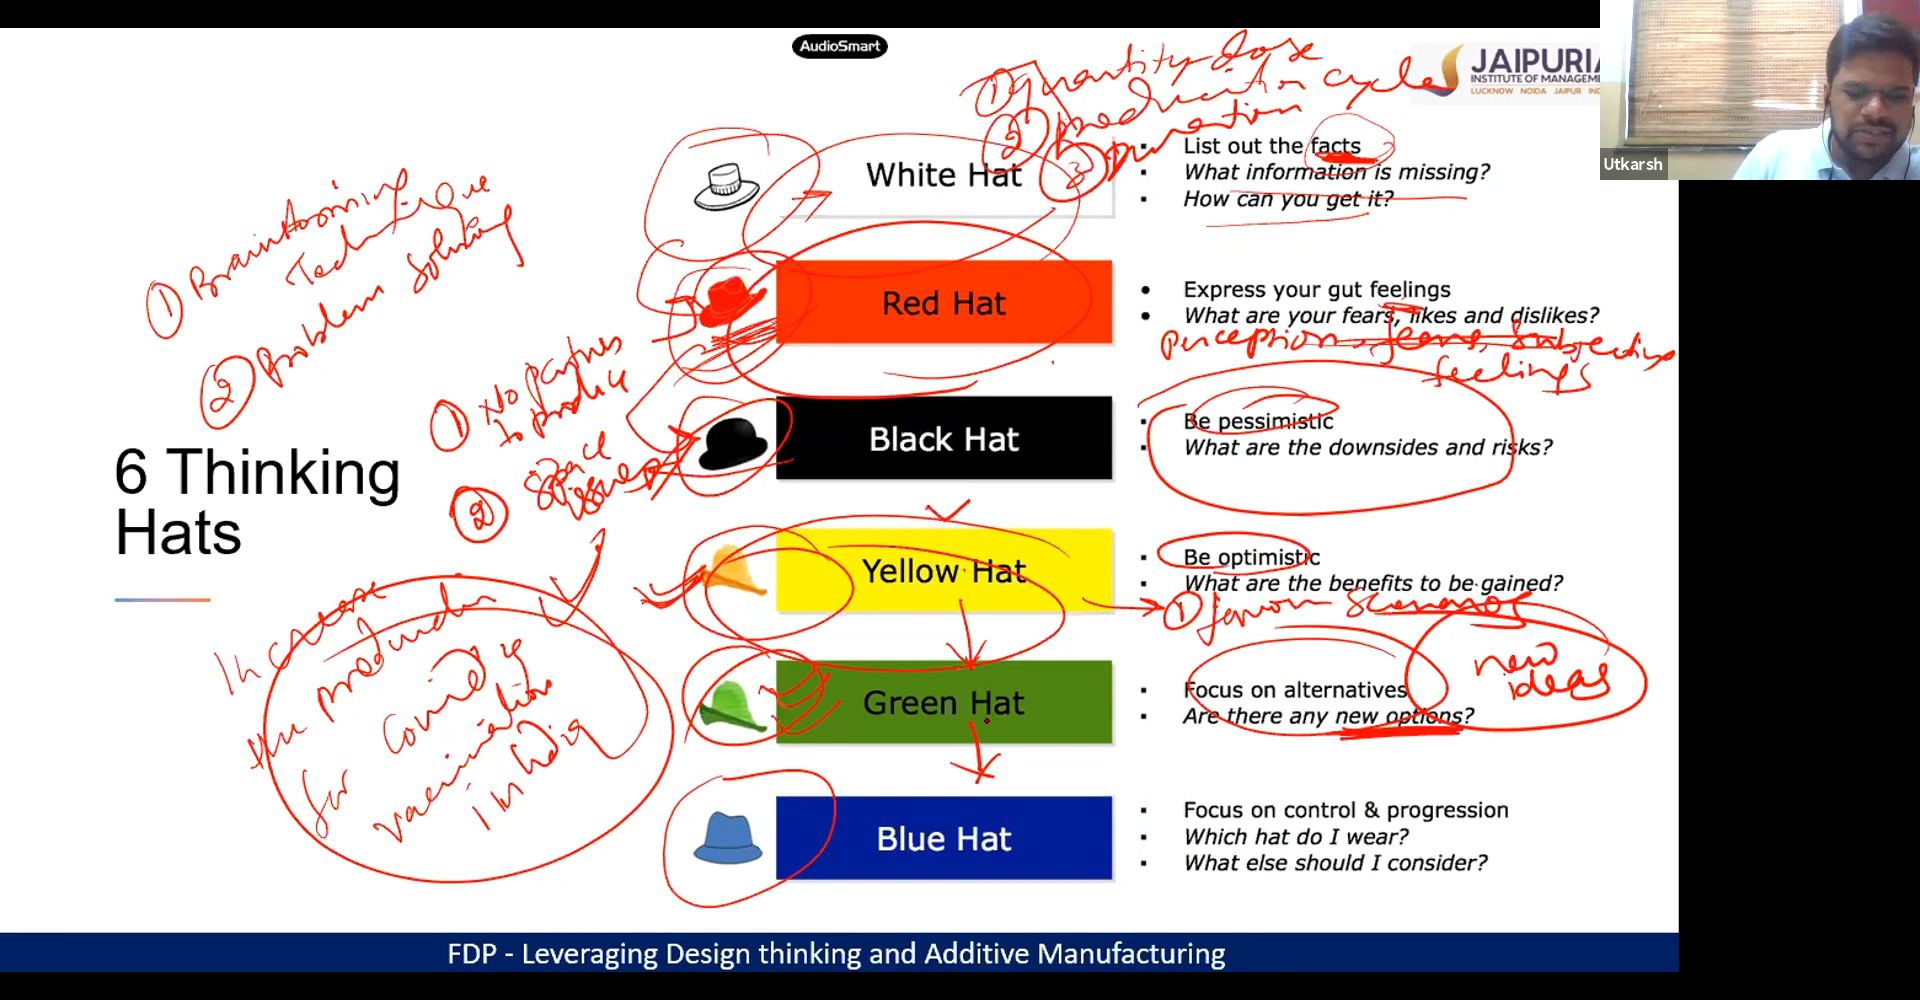 AudioSmart
JAIPURIA
INSTITUTE OF MANAGEMENT
LUCKNOW NOIDA JAIPUR
Utkarsh
① Quantity dose
② Production cycle
③ Duration
White Hat
List out the facts
What information is missing?
How can you get it?
① Brainstorming
Technique
② Problem Solving
Red Hat
Express your gut feelings
What are your fears, likes and dislikes?
Perception, fears, Subjective
feelings
① No partners
to produce
② Space
issues
Black Hat
Be pessimistic
What are the downsides and risks?
6 Thinking
Hats
Yellow Hat
Be optimistic
What are the benefits to be gained?
① Scenarios
Increase
the production
for Covid
vaccination
in India
Green Hat
Focus on alternatives
Are there any new options?
new
ideas
Blue Hat
Focus on control & progression
Which hat do I wear?
What else should I consider?
FDP - Leveraging Design thinking and Additive Manufacturing